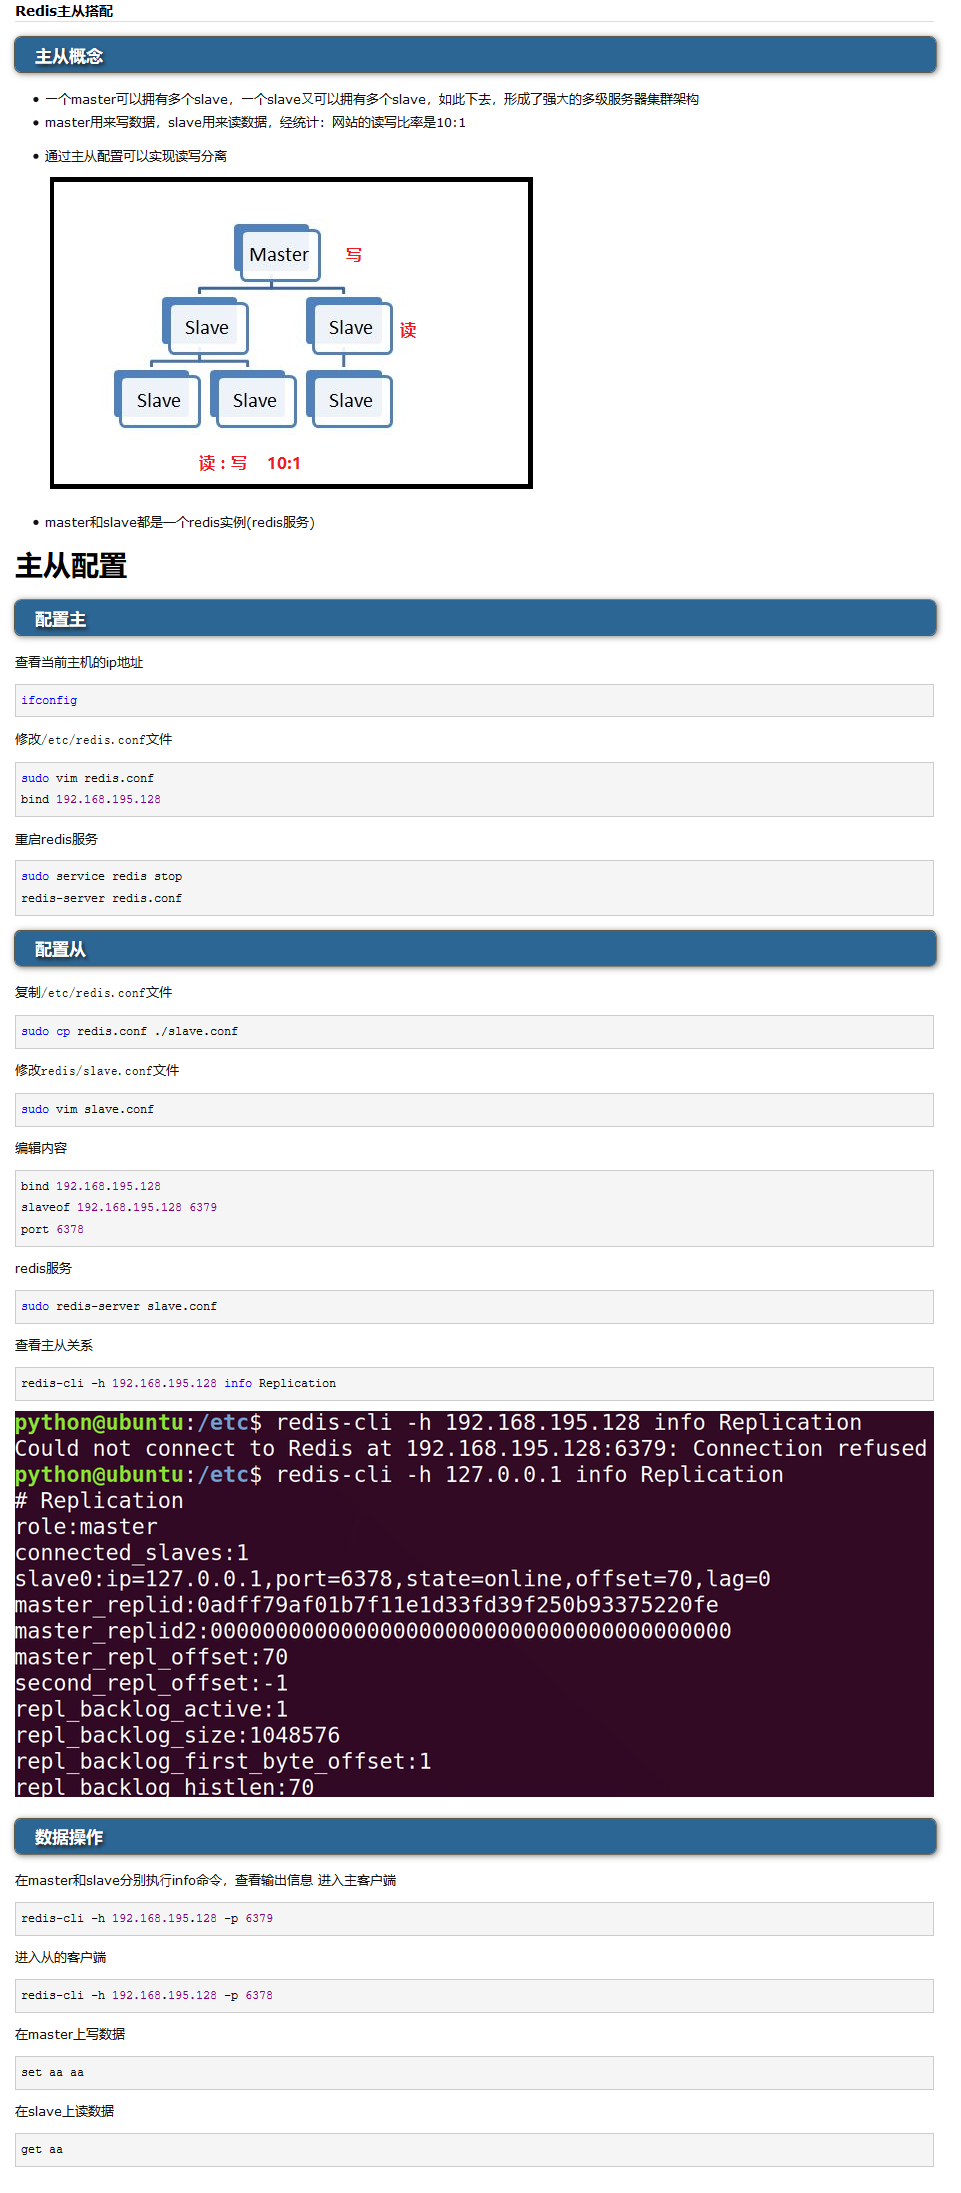 Redis主从搭配
主从概念
一个master可以拥有多个slave，一个slave又可以拥有多个slave，如此下去，形成了强大的多级服务器集群架构
master用来写数据，slave用来读数据，经统计：网站的读写比率是10:1
通过主从配置可以实现读写分离
Master 写
Slave Slave 读
Slave Slave Slave
读 : 写 10:1
master和slave都是一个redis实例(redis服务)
主从配置
配置主
查看当前主机的ip地址
ifconfig
修改/etc/redis.conf文件
sudo vim redis.conf
bind 192.168.195.128
重启redis服务
sudo service redis stop
redis-server redis.conf
配置从
复制/etc/redis.conf文件
sudo cp redis.conf ./slave.conf
修改redis/slave.conf文件
sudo vim slave.conf
编辑内容
bind 192.168.195.128
slaveof 192.168.195.128 6379
port 6378
redis服务
sudo redis-server slave.conf
查看主从关系
redis-cli -h 192.168.195.128 info Replication
python@ubuntu:/etc$ redis-cli -h 192.168.195.128 info Replication
Could not connect to Redis at 192.168.195.128:6379: Connection refused
python@ubuntu:/etc$ redis-cli -h 127.0.0.1 info Replication
# Replication
role:master
connected_slaves:1
slave0:ip=127.0.0.1,port=6378,state=online,offset=70,lag=0
master_replid:0adff79af01b7f11e1d33fd39f250b93375220fe
master_replid2:0000000000000000000000000000000000000000
master_repl_offset:70
second_repl_offset:-1
repl_backlog_active:1
repl_backlog_size:1048576
repl_backlog_first_byte_offset:1
repl_backlog_histlen:70
数据操作
在master和slave分别执行info命令，查看输出信息 进入主客户端
redis-cli -h 192.168.195.128 -p 6379
进入从的客户端
redis-cli -h 192.168.195.128 -p 6378
在master上写数据
set aa aa
在slave上读数据
get aa